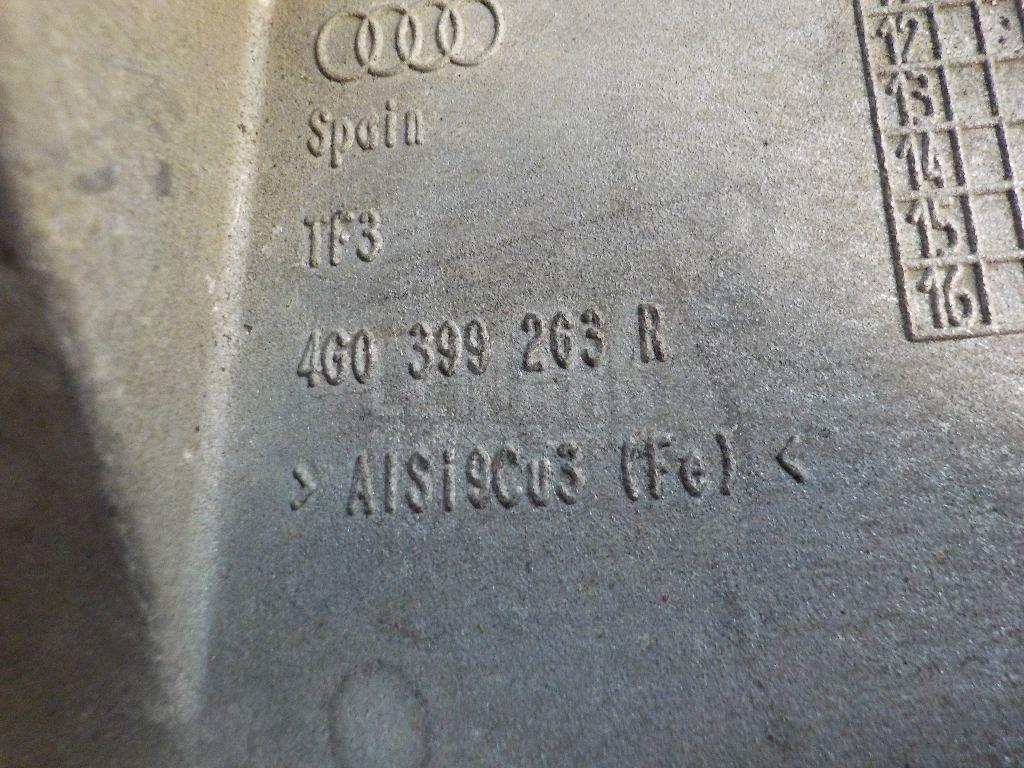 Spain
TF3
4G0 399 263 R
> AlSi9Cu3 (Fe) <
12
13
14
15
16